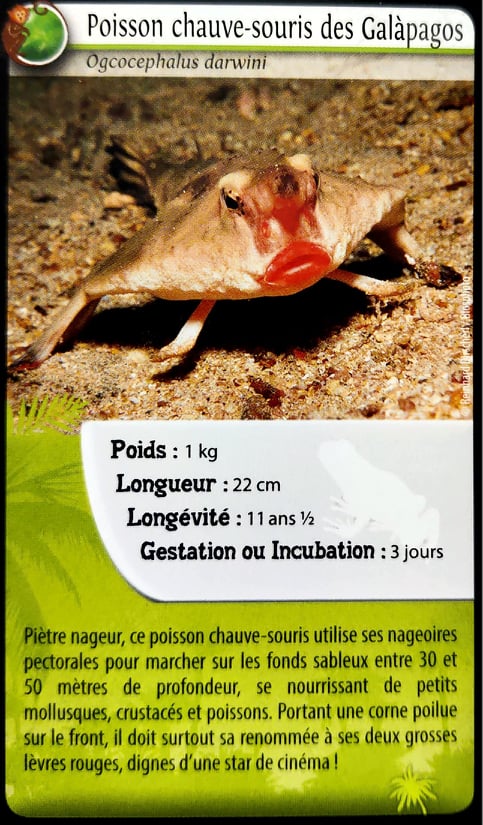 Poisson chauve-souris des Galàpagos
Ogcocephalus darwini
Poids : 1 kg
Longueur : 22 cm
Longévité : 11 ans ½
Gestation ou Incubation : 3 jours
Piètre nageur, ce poisson chauve-souris utilise ses nageoires
pectorales pour marcher sur les fonds sableux entre 30 et
50 mètres de profondeur, se nourrissant de petits
mollusques, crustacés et poissons. Portant une corne poilue
sur le front, il doit surtout sa renommée à ses deux grosses
lèvres rouges, dignes d'une star de cinéma !